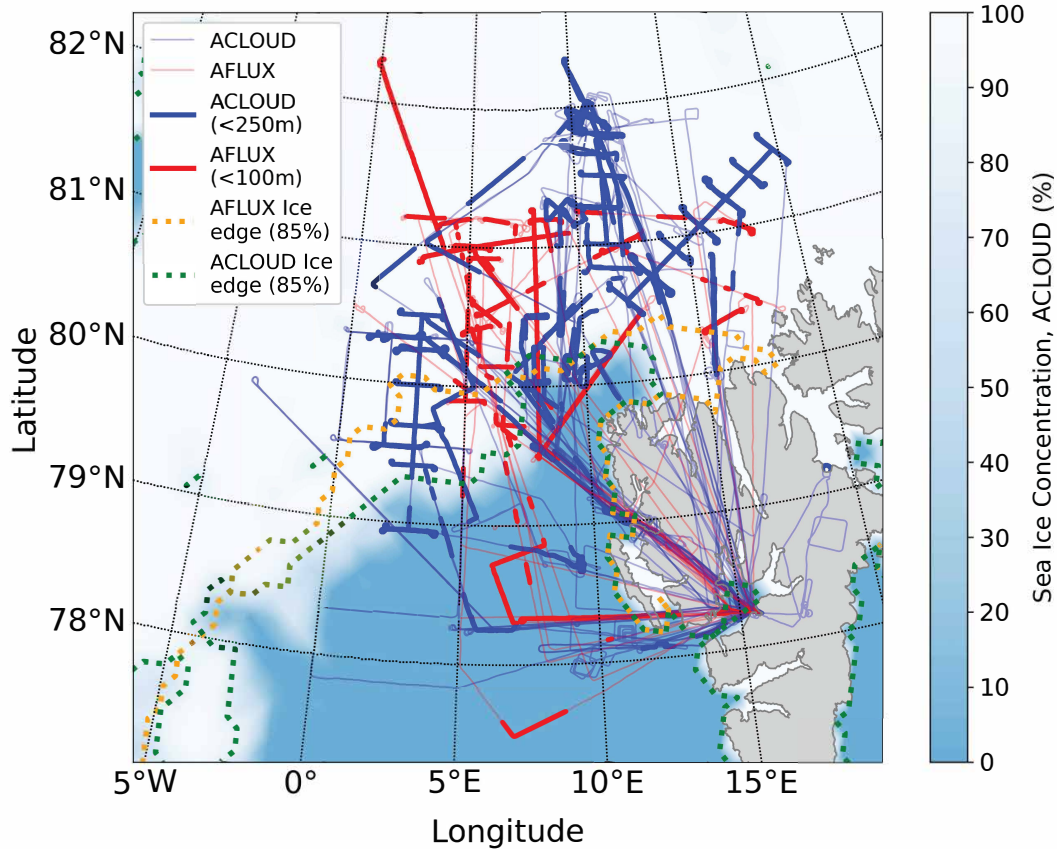 ACLOUD
AFLUX
ACLOUD
(<250m)
AFLUX
(<100m)
AFLUX Ice
edge (85%)
ACLOUD Ice
edge (85%)
82°N
81°N
80°N
79°N
78°N
Latitude
5°W
0°
5°E
10°E
15°E
Longitude
100
90
80
70
60
50
40
30
20
10
0
Sea Ice Concentration, ACLOUD (%)